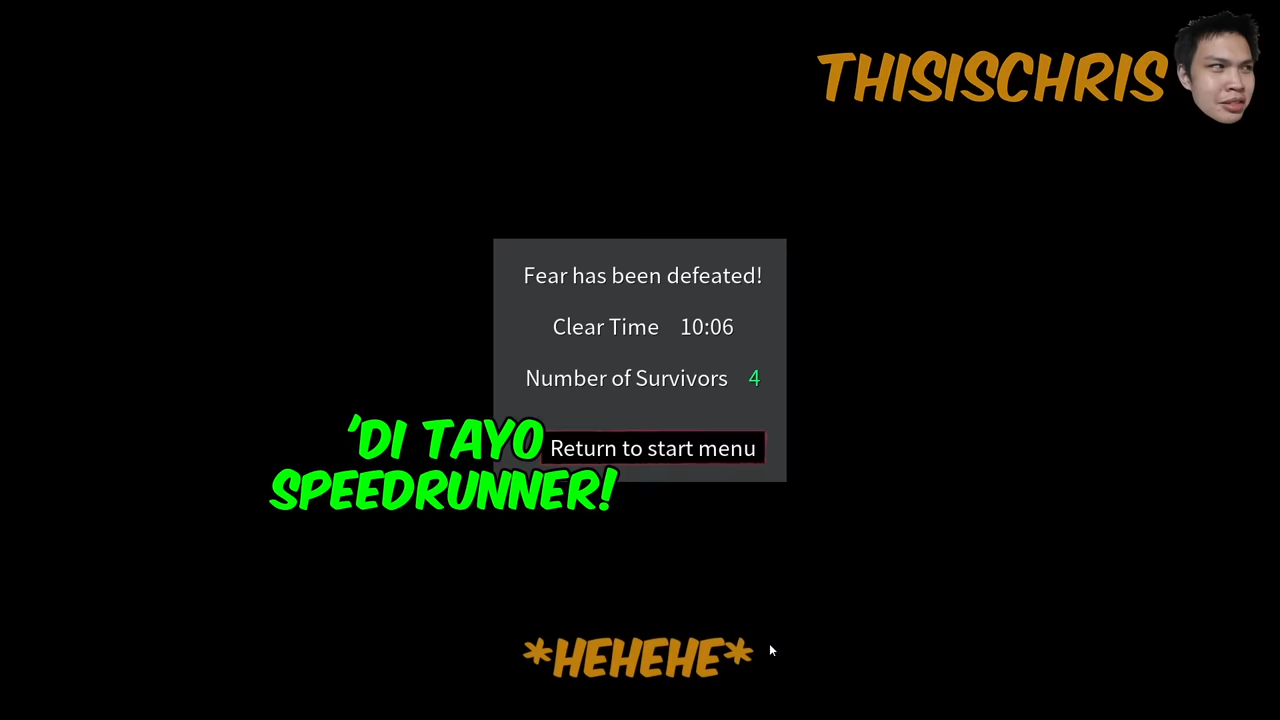 THISISCHRIS
Fear has been defeated!
Clear Time 10:06
Number of Survivors 4
'DI TAYO
SPEEDRUNNER!
Return to start menu
*HEHEHE*